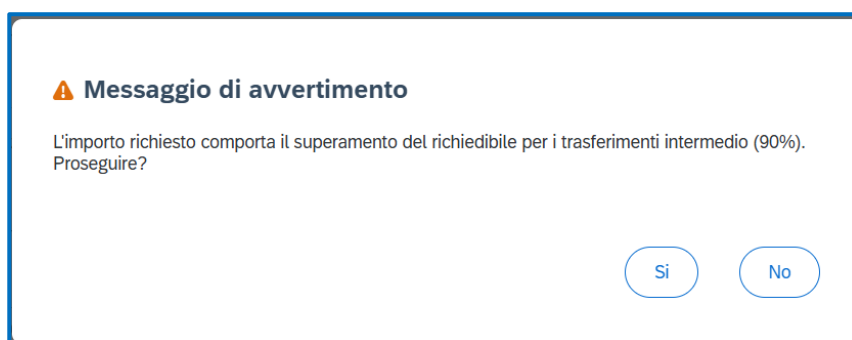 Messaggio di avvertimento
L'importo richiesto comporta il superamento del richiedibile per i trasferimenti intermedio (90%).
Proseguire?
Si No